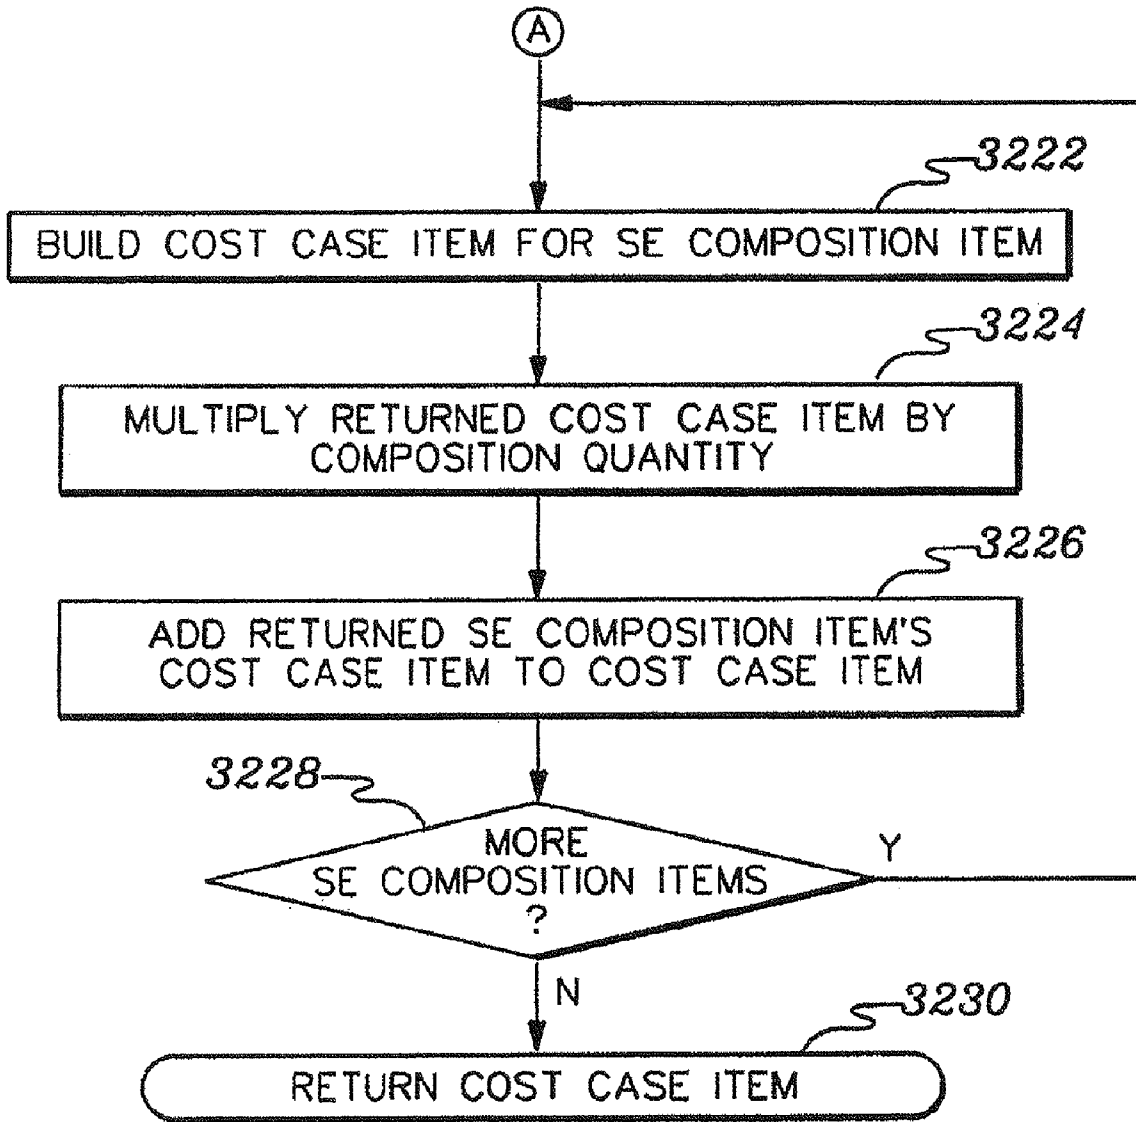 A
3222
BUILD COST CASE ITEM FOR SE COMPOSITION ITEM
3224
MULTIPLY RETURNED COST CASE ITEM BY
COMPOSITION QUANTITY
3226
ADD RETURNED SE COMPOSITION ITEM'S
COST CASE ITEM TO COST CASE ITEM
3228
MORE
SE COMPOSITION ITEMS
?
Y
N
3230
RETURN COST CASE ITEM